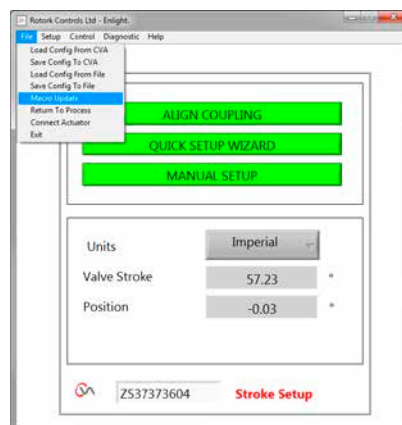 Rotork Controls Ltd - Enlight.
File Setup Control Diagnostic Help
Load Config From CVA
Save Config To CVA
Load Config From File
Save Config To File
Macro Update
Return To Process
Connect Actuator
Exit
ALIGN COUPLING
QUICK SETUP WIZARD
MANUAL SETUP
Units Imperial
Valve Stroke 57.23 °
Position -0.03 °
ZS37373604 Stroke Setup